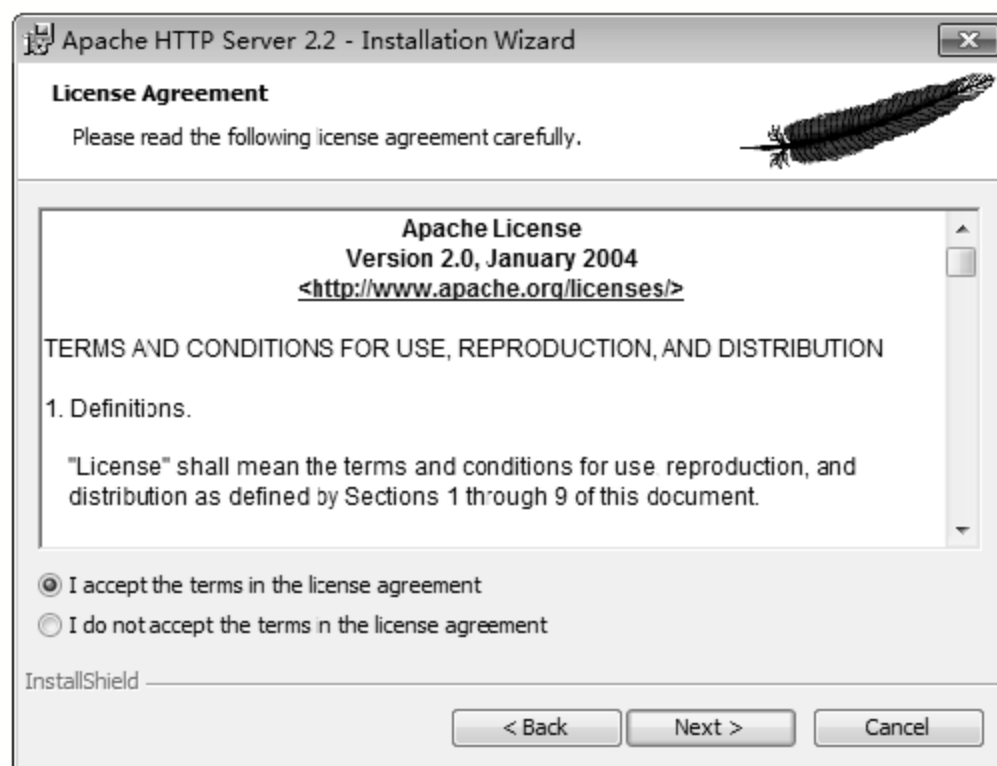 Apache HTTP Server 2.2 - Installation Wizard
License Agreement
Please read the following license agreement carefully.
Apache License
Version 2.0, January 2004
<http://www.apache.org/licenses/>
TERMS AND CONDITIONS FOR USE, REPRODUCTION, AND DISTRIBUTION
1. Definitions.
"License" shall mean the terms and conditions for use, reproduction, and
distribution as defined by Sections 1 through 9 of this document.
I accept the terms in the license agreement
I do not accept the terms in the license agreement
InstallShield
< Back
Next >
Cancel